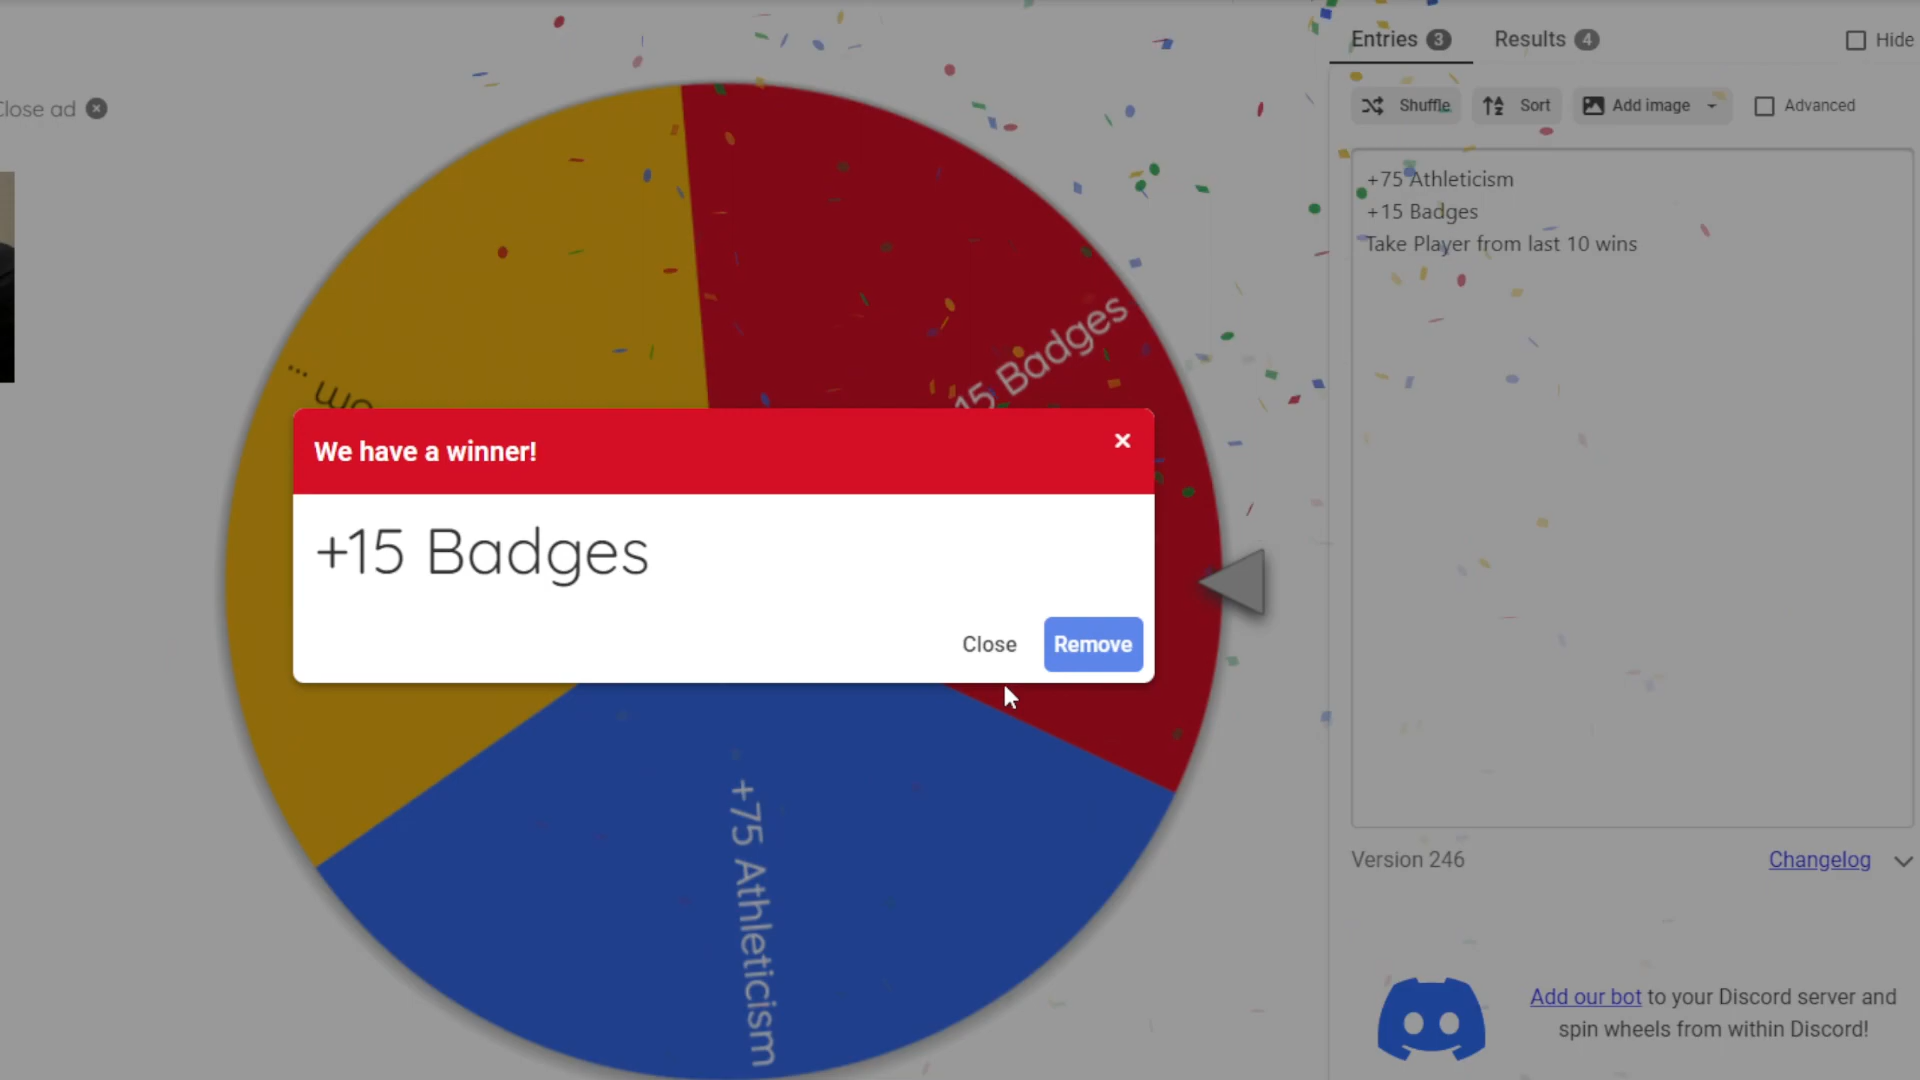 Entries 3
Results 4
Hide
Close ad
Shuffle
Sort
Add image
Advanced
+75 Athleticism
+15 Badges
Take Player from last 10 wins
15 Badges
We have a winner!
+15 Badges
Close
Remove
+75 Athleticism
Version 246
Changelog
Add our bot to your Discord server and
spin wheels from within Discord!